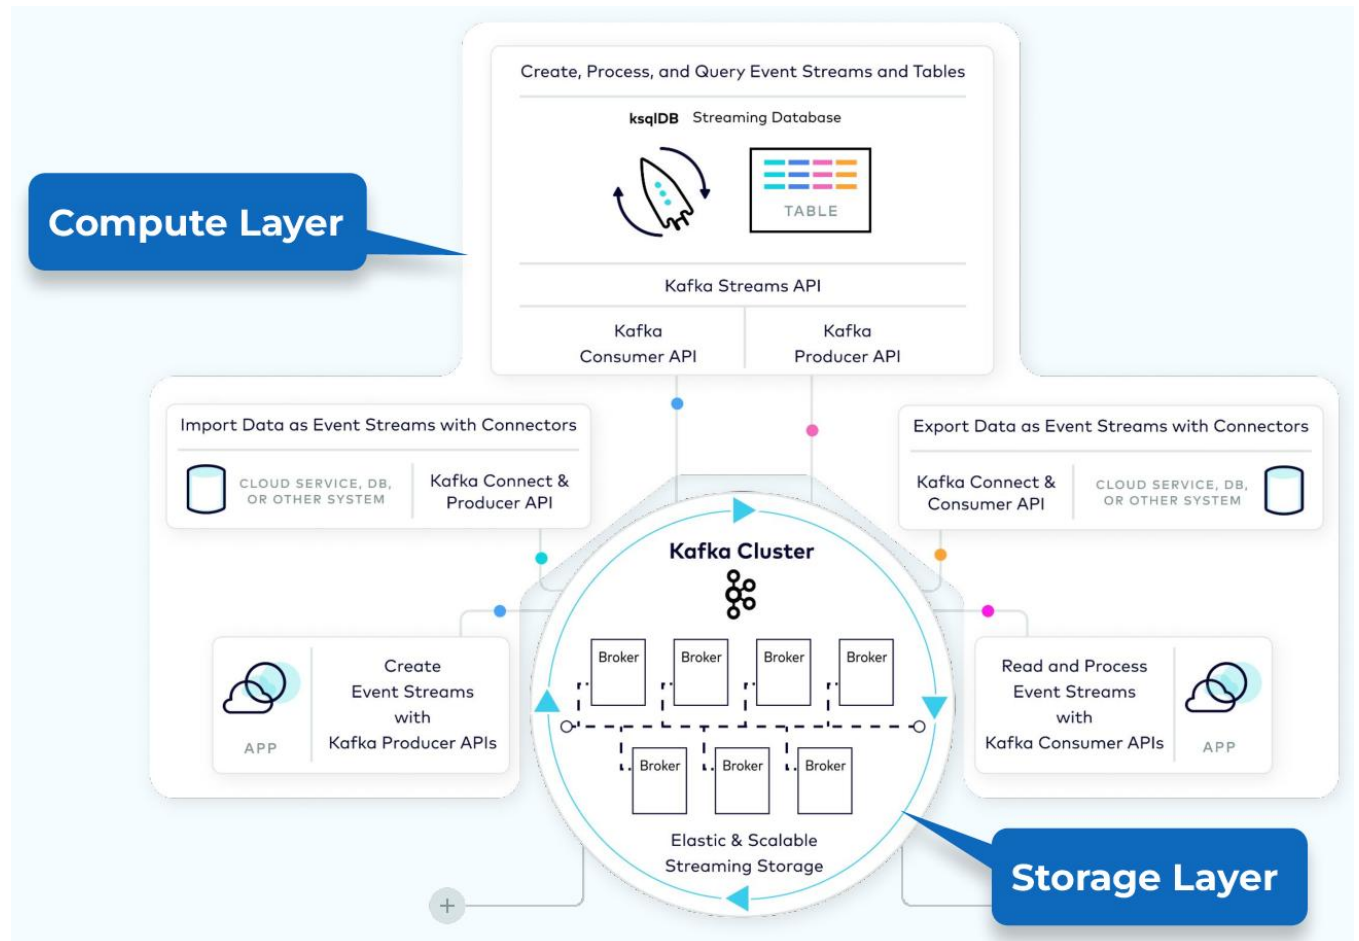 Create, Process, and Query Event Streams and Tables
ksqlDB Streaming Database
TABLE
Compute Layer
Kafka Streams API
Kafka
Consumer API
Kafka
Producer API
Import Data as Event Streams with Connectors
CLOUD SERVICE, DB,
OR OTHER SYSTEM
Kafka Connect &
Producer API
Export Data as Event Streams with Connectors
Kafka Connect &
Consumer API
CLOUD SERVICE, DB,
OR OTHER SYSTEM
Kafka Cluster
APP
Create
Event Streams
with
Kafka Producer APIs
Broker
Broker
Broker
Broker
Broker
Broker
Broker
Elastic & Scalable
Streaming Storage
Read and Process
Event Streams
with
Kafka Consumer APIs
APP
Storage Layer
+